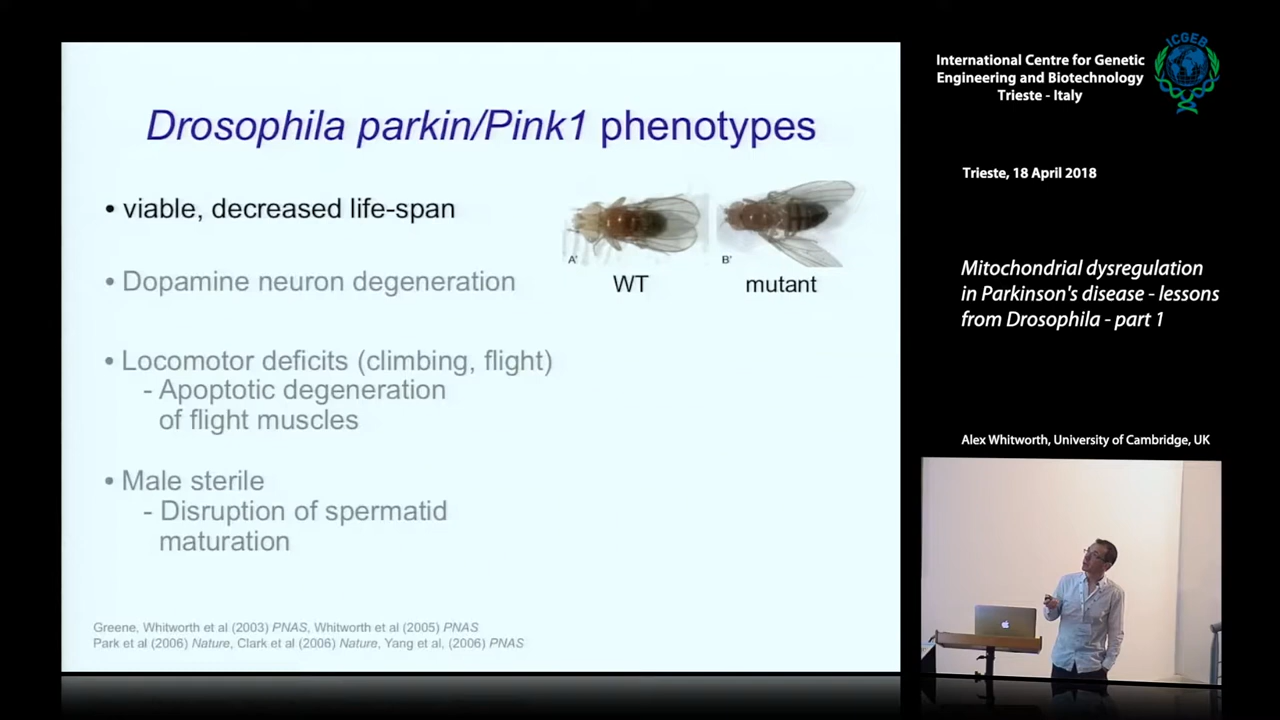 Drosophila parkin/Pink1 phenotypes
• viable, decreased life-span
A'
B'
WT
mutant
• Dopamine neuron degeneration
• Locomotor deficits (climbing, flight)
- Apoptotic degeneration
of flight muscles
• Male sterile
- Disruption of spermatid
maturation
Greene, Whitworth et al (2003) PNAS, Whitworth et al (2005) PNAS
Park et al (2006) Nature, Clark et al (2006) Nature, Yang et al, (2006) PNAS
International Centre for Genetic
Engineering and Biotechnology
Trieste - Italy
ICGEB
Trieste, 18 April 2018
Mitochondrial dysregulation
in Parkinson's disease - lessons
from Drosophila - part 1
Alex Whitworth, University of Cambridge, UK